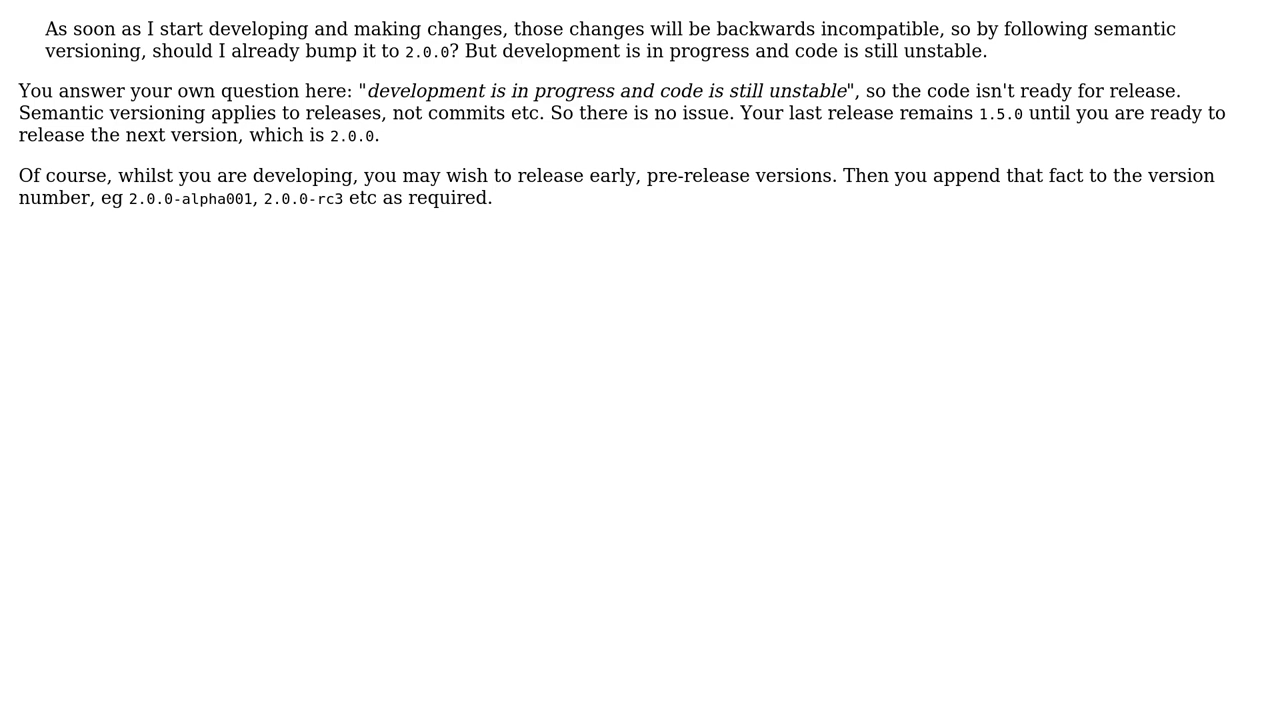 As soon as I start developing and making changes, those changes will be backwards incompatible, so by following semantic
versioning, should I already bump it to 2.0.0? But development is in progress and code is still unstable.
You answer your own question here: "development is in progress and code is still unstable", so the code isn't ready for release.
Semantic versioning applies to releases, not commits etc. So there is no issue. Your last release remains 1.5.0 until you are ready to
release the next version, which is 2.0.0.
Of course, whilst you are developing, you may wish to release early, pre-release versions. Then you append that fact to the version
number, eg 2.0.0-alpha001, 2.0.0-rc3 etc as required.